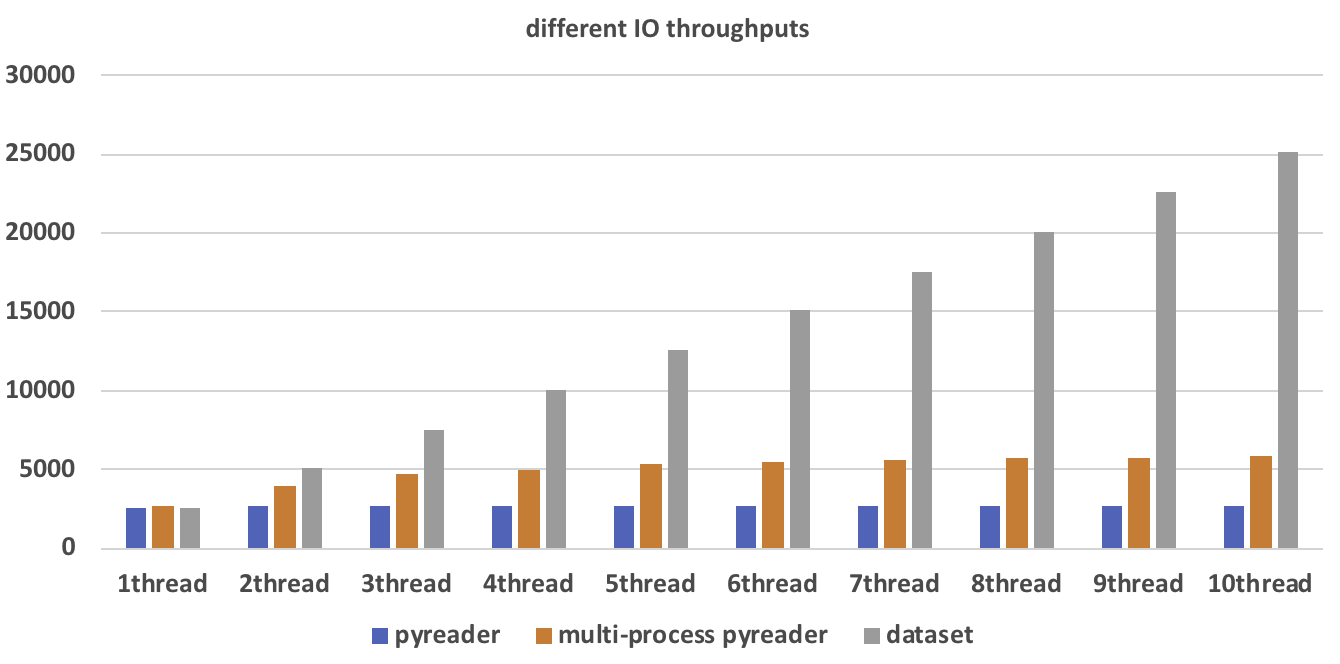 different IO throughputs
30000
25000
20000
15000
10000
5000
0
1thread 2thread 3thread 4thread 5thread 6thread 7thread 8thread 9thread 10thread
pyreader multi-process pyreader dataset